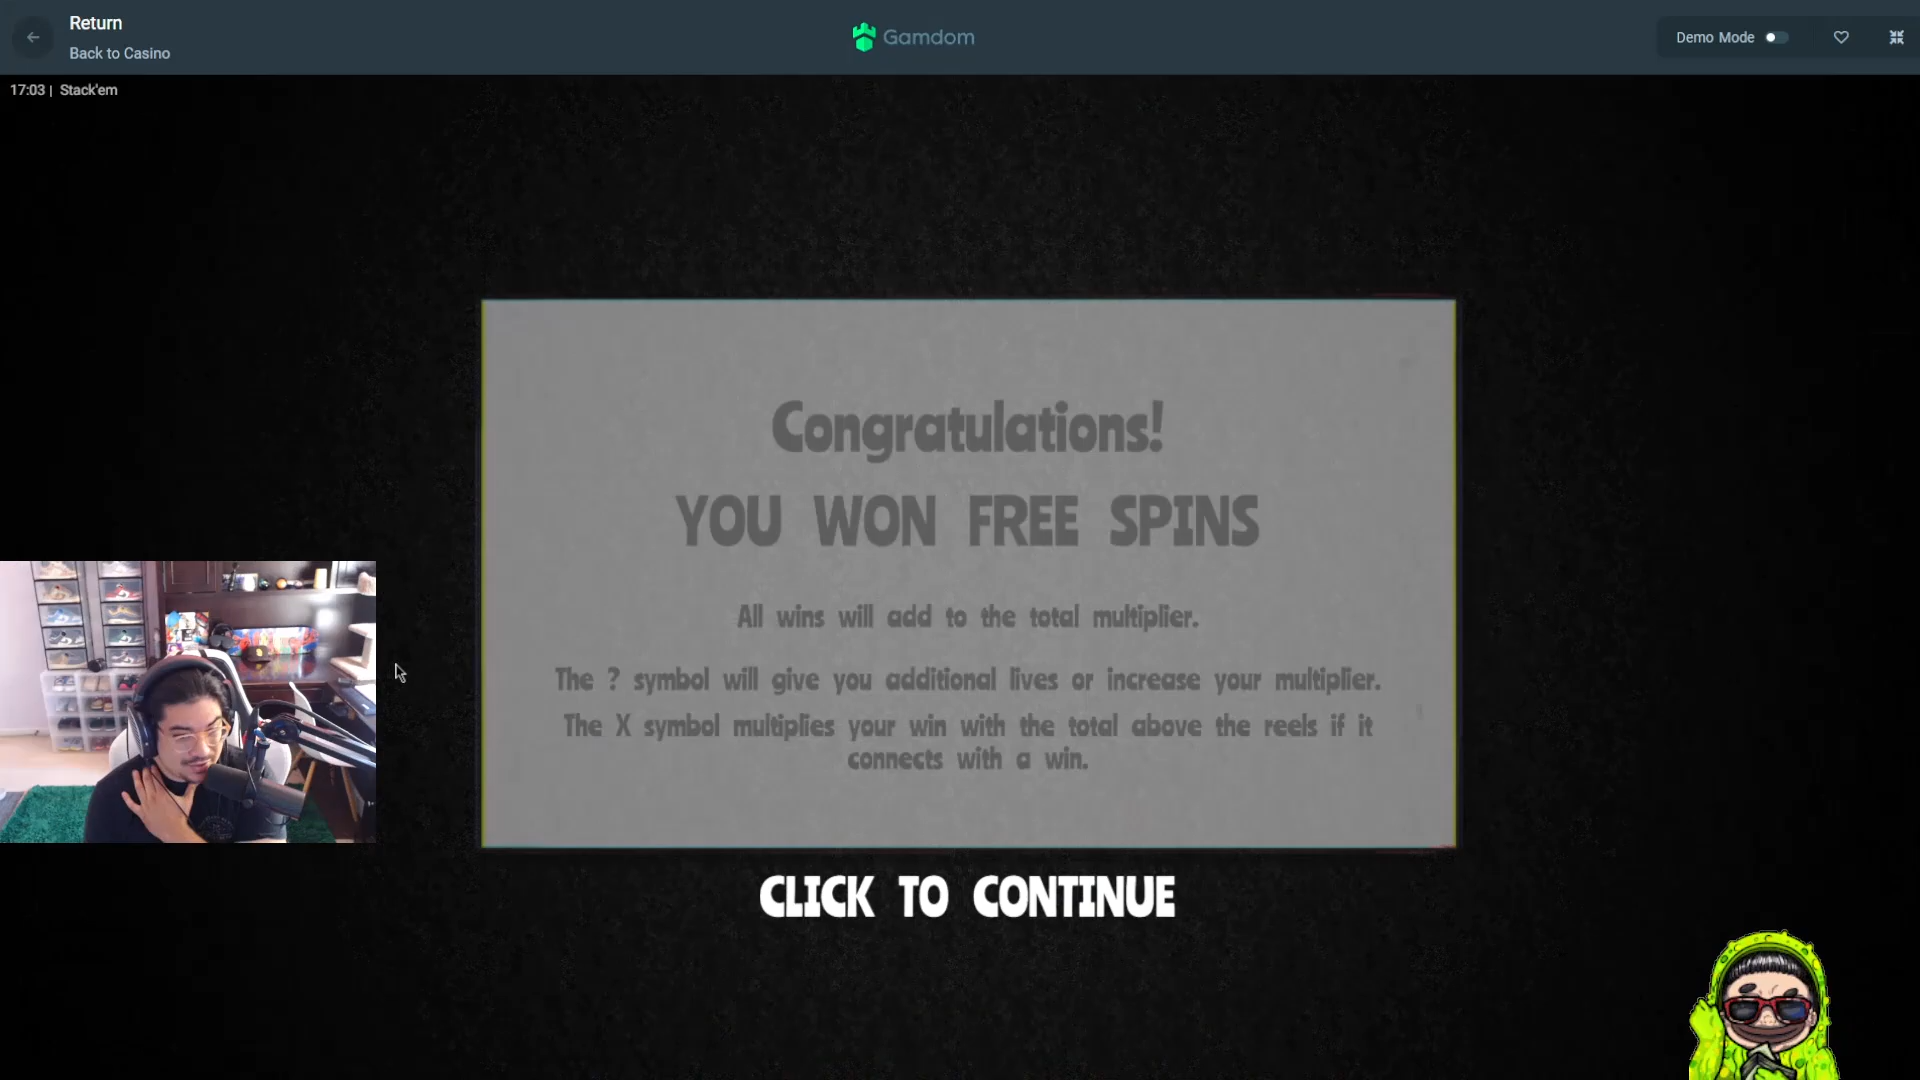 Return
Back to Casino
Gamdom
Demo Mode
17:03 | Stack'em
Congratulations!
YOU WON FREE SPINS
All wins will add to the total multiplier.
The ? symbol will give you additional lives or increase your multiplier.
The X symbol multiplies your win with the total above the reels if it
connects with a win.
CLICK TO CONTINUE